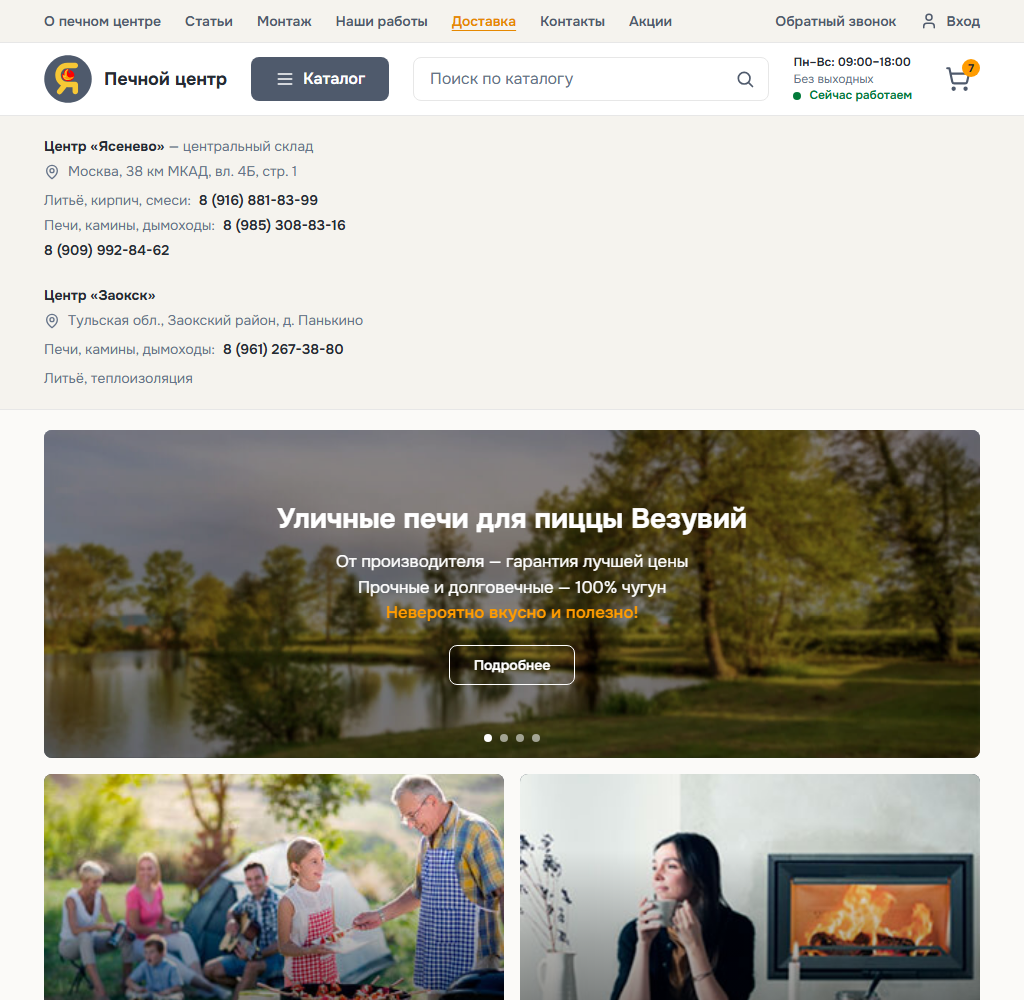 О печном центре Статьи Монтаж Наши работы Доставка Контакты Акции Обратный звонок Вход
Печной центр
Каталог
Поиск по каталогу
Пн–Вс: 09:00–18:00
Без выходных
Сейчас работаем
7
Центр «Ясенево» — центральный склад
Москва, 38 км МКАД, вл. 4Б, стр. 1
Литьё, кирпич, смеси: 8 (916) 881-83-99
Печи, камины, дымоходы: 8 (985) 308-83-16
8 (909) 992-84-62
Центр «Заокск»
Тульская обл., Заокский район, д. Панькино
Печи, камины, дымоходы: 8 (961) 267-38-80
Литьё, теплоизоляция
Уличные печи для пиццы Везувий
От производителя — гарантия лучшей цены
Прочные и долговечные — 100% чугун
Невероятно вкусно и полезно!
Подробнее